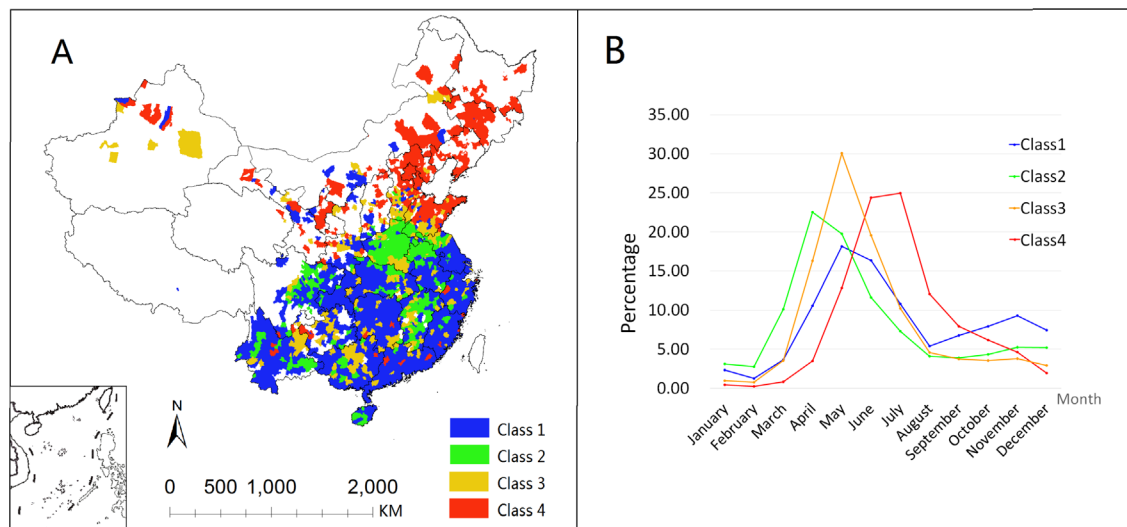 A
N
0 500 1,000 2,000
KM
Class 1
Class 2
Class 3
Class 4
B
35.00
30.00
25.00
20.00
15.00
10.00
5.00
0.00
Percentage
Class1
Class2
Class3
Class4
Month
January
February
March
April
May
June
July
August
September
October
November
December